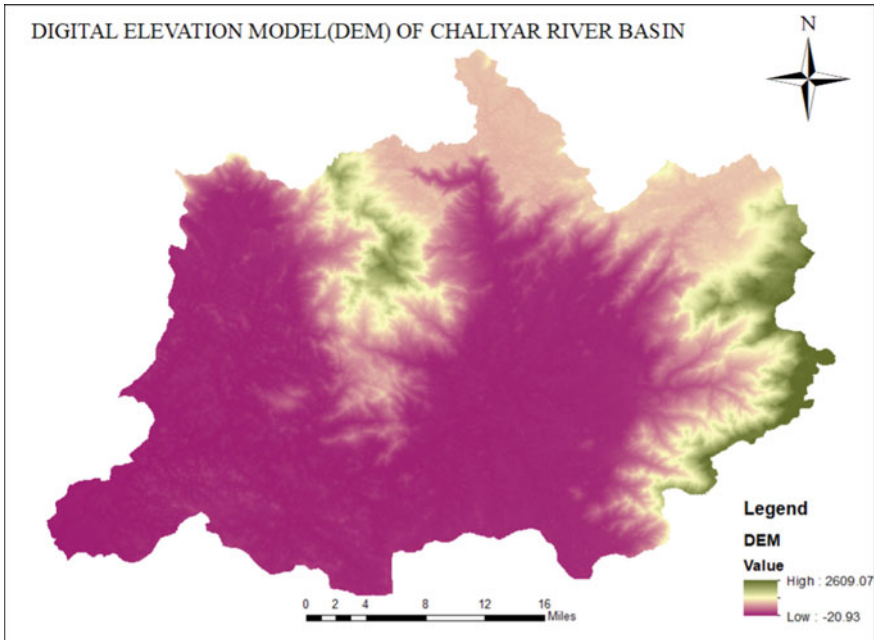 DIGITAL ELEVATION MODEL(DEM) OF CHALIYAR RIVER BASIN
N
Legend
DEM
Value
High : 2609.07
Low : -20.93
0 2 4 8 12 16
Miles